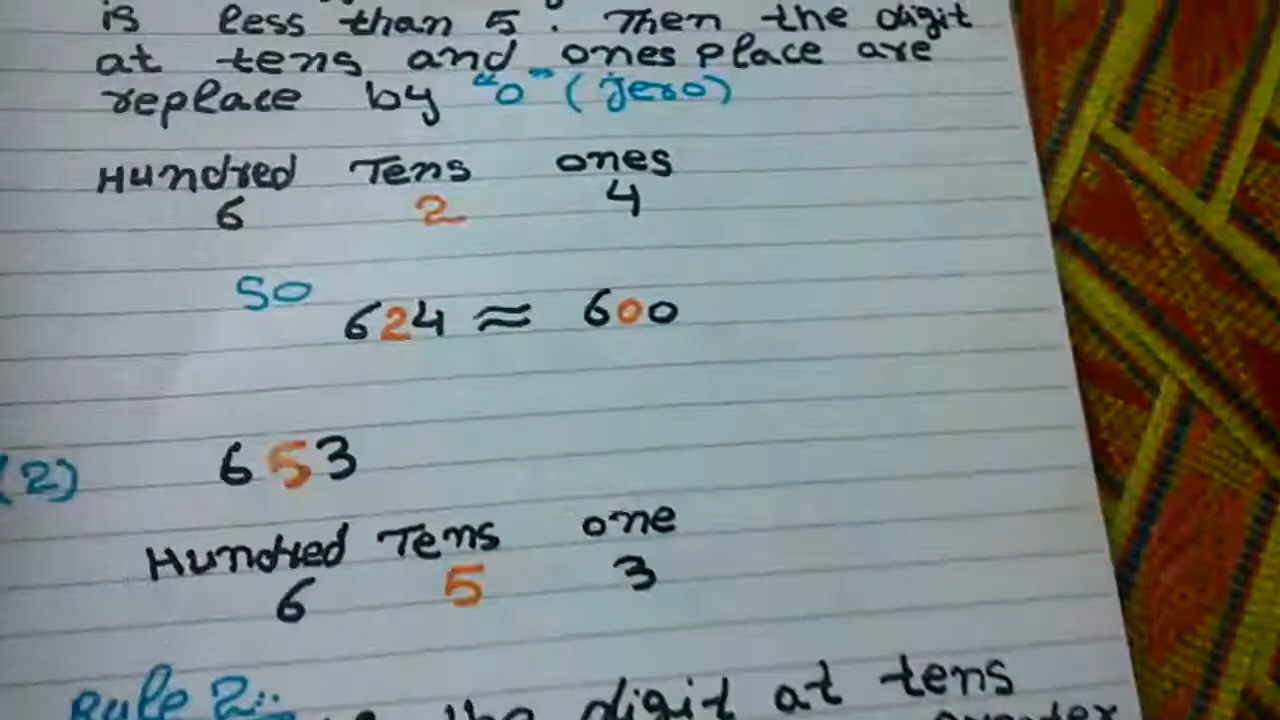 is less than 5. Then the digit
at tens and ones place are
replace by "0" (jero)
Hundred Tens ones
6 2 4
So
624 ≈ 600
(2) 653
Hundred Tens one
6 5 3
Rule 2:- the digit at tens